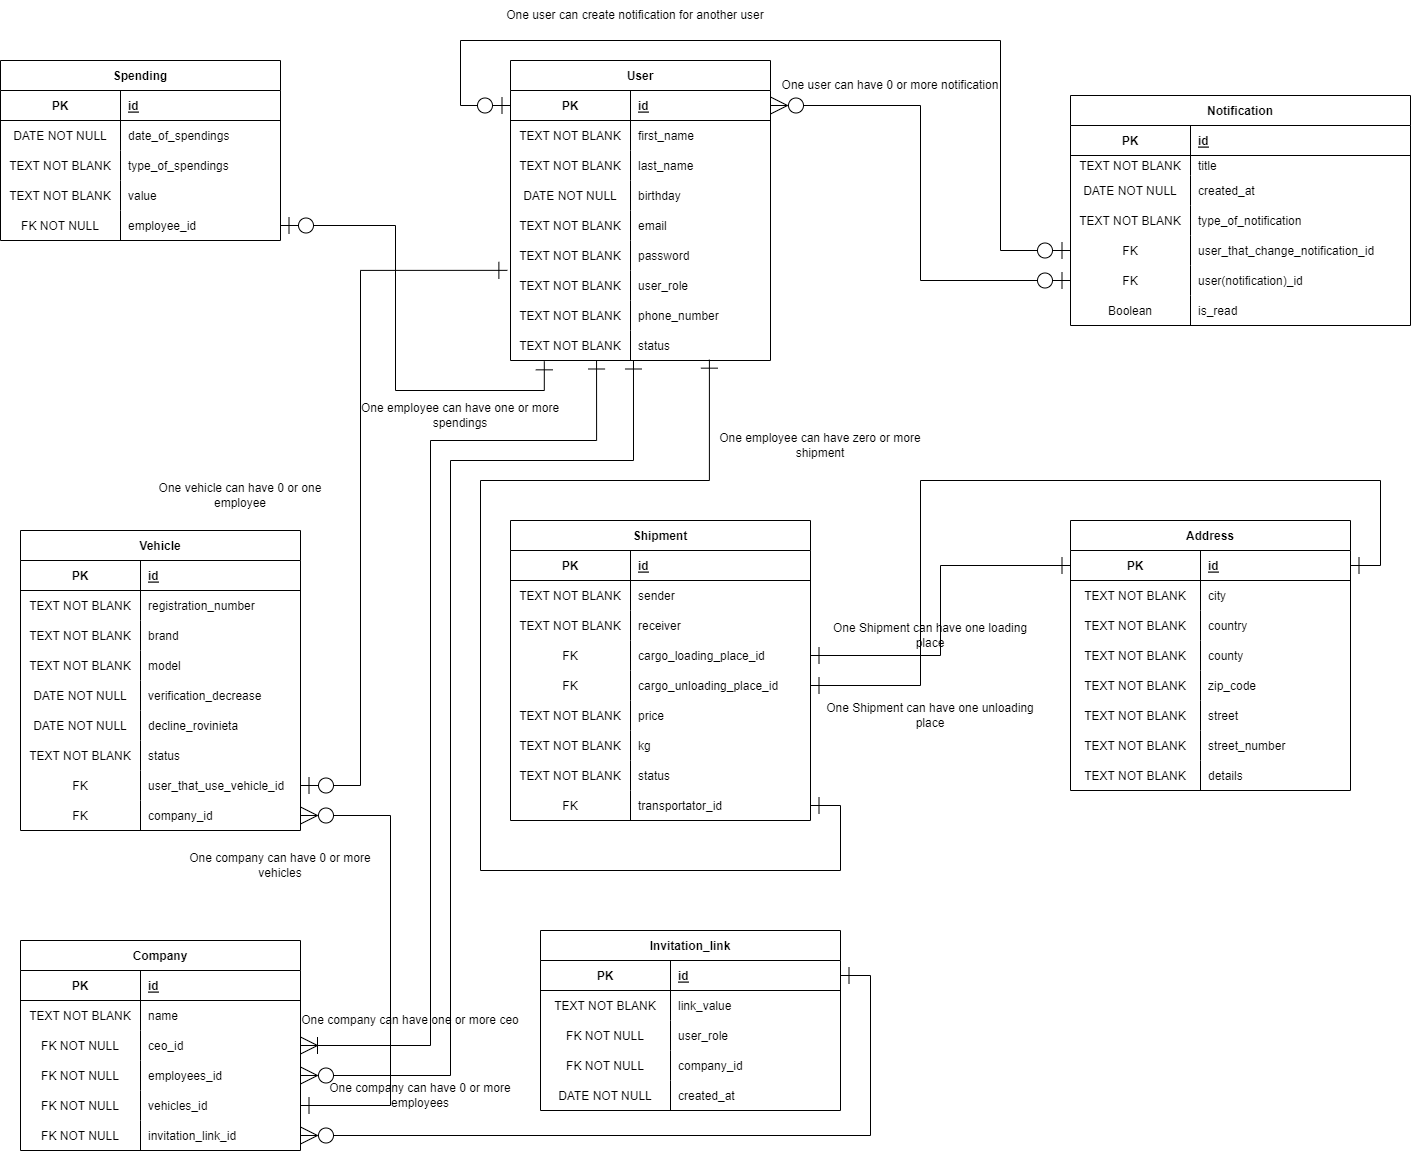 One user can create notification for another user
Spending
PK id
DATE NOT NULL date_of_spendings
TEXT NOT BLANK type_of_spendings
TEXT NOT BLANK value
FK NOT NULL employee_id
User
PK id
TEXT NOT BLANK first_name
TEXT NOT BLANK last_name
DATE NOT NULL birthday
TEXT NOT BLANK email
TEXT NOT BLANK password
TEXT NOT BLANK user_role
TEXT NOT BLANK phone_number
TEXT NOT BLANK status
One user can have 0 or more notification
Notification
PK id
TEXT NOT BLANK title
DATE NOT NULL created_at
TEXT NOT BLANK type_of_notification
FK user_that_change_notification_id
FK user(notification)_id
Boolean is_read
One employee can have one or more
spendings
One employee can have zero or more
shipment
One vehicle can have 0 or one
employee
Vehicle
PK id
TEXT NOT BLANK registration_number
TEXT NOT BLANK brand
TEXT NOT BLANK model
DATE NOT NULL verification_decrease
DATE NOT NULL decline_rovinieta
TEXT NOT BLANK status
FK user_that_use_vehicle_id
FK company_id
Shipment
PK id
TEXT NOT BLANK sender
TEXT NOT BLANK receiver
FK cargo_loading_place_id
FK cargo_unloading_place_id
TEXT NOT BLANK price
TEXT NOT BLANK kg
TEXT NOT BLANK status
FK transportator_id
One Shipment can have one loading
place
One Shipment can have one unloading
place
Address
PK id
TEXT NOT BLANK city
TEXT NOT BLANK country
TEXT NOT BLANK county
TEXT NOT BLANK zip_code
TEXT NOT BLANK street
TEXT NOT BLANK street_number
TEXT NOT BLANK details
One company can have 0 or more
vehicles
Company
PK id
TEXT NOT BLANK name
FK NOT NULL ceo_id
FK NOT NULL employees_id
FK NOT NULL vehicles_id
FK NOT NULL invitation_link_id
One company can have one or more ceo
One company can have 0 or more
employees
Invitation_link
PK id
TEXT NOT BLANK link_value
FK NOT NULL user_role
FK NOT NULL company_id
DATE NOT NULL created_at